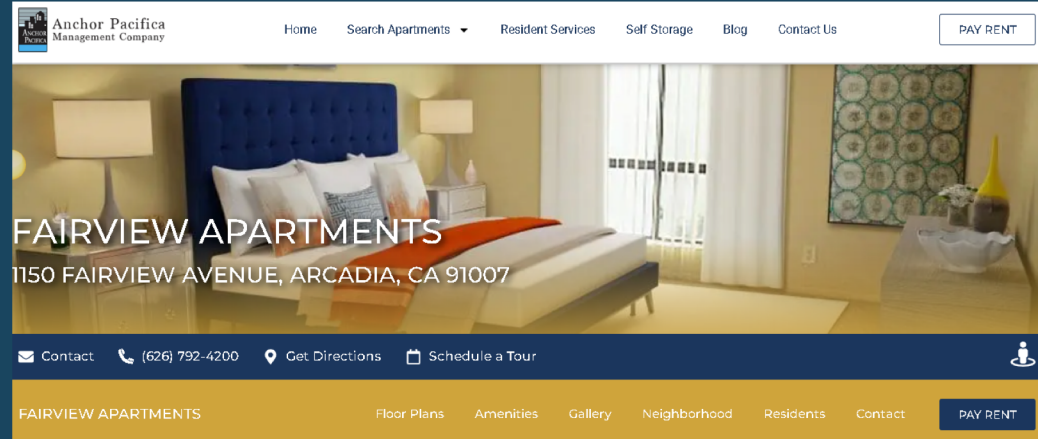 Anchor Pacifica
Management Company
ANCHOR
PACIFICA
Home Search Apartments Resident Services Self Storage Blog Contact Us PAY RENT
FAIRVIEW APARTMENTS
1150 FAIRVIEW AVENUE, ARCADIA, CA 91007
Contact (626) 792-4200 Get Directions Schedule a Tour
FAIRVIEW APARTMENTS Floor Plans Amenities Gallery Neighborhood Residents Contact PAY RENT